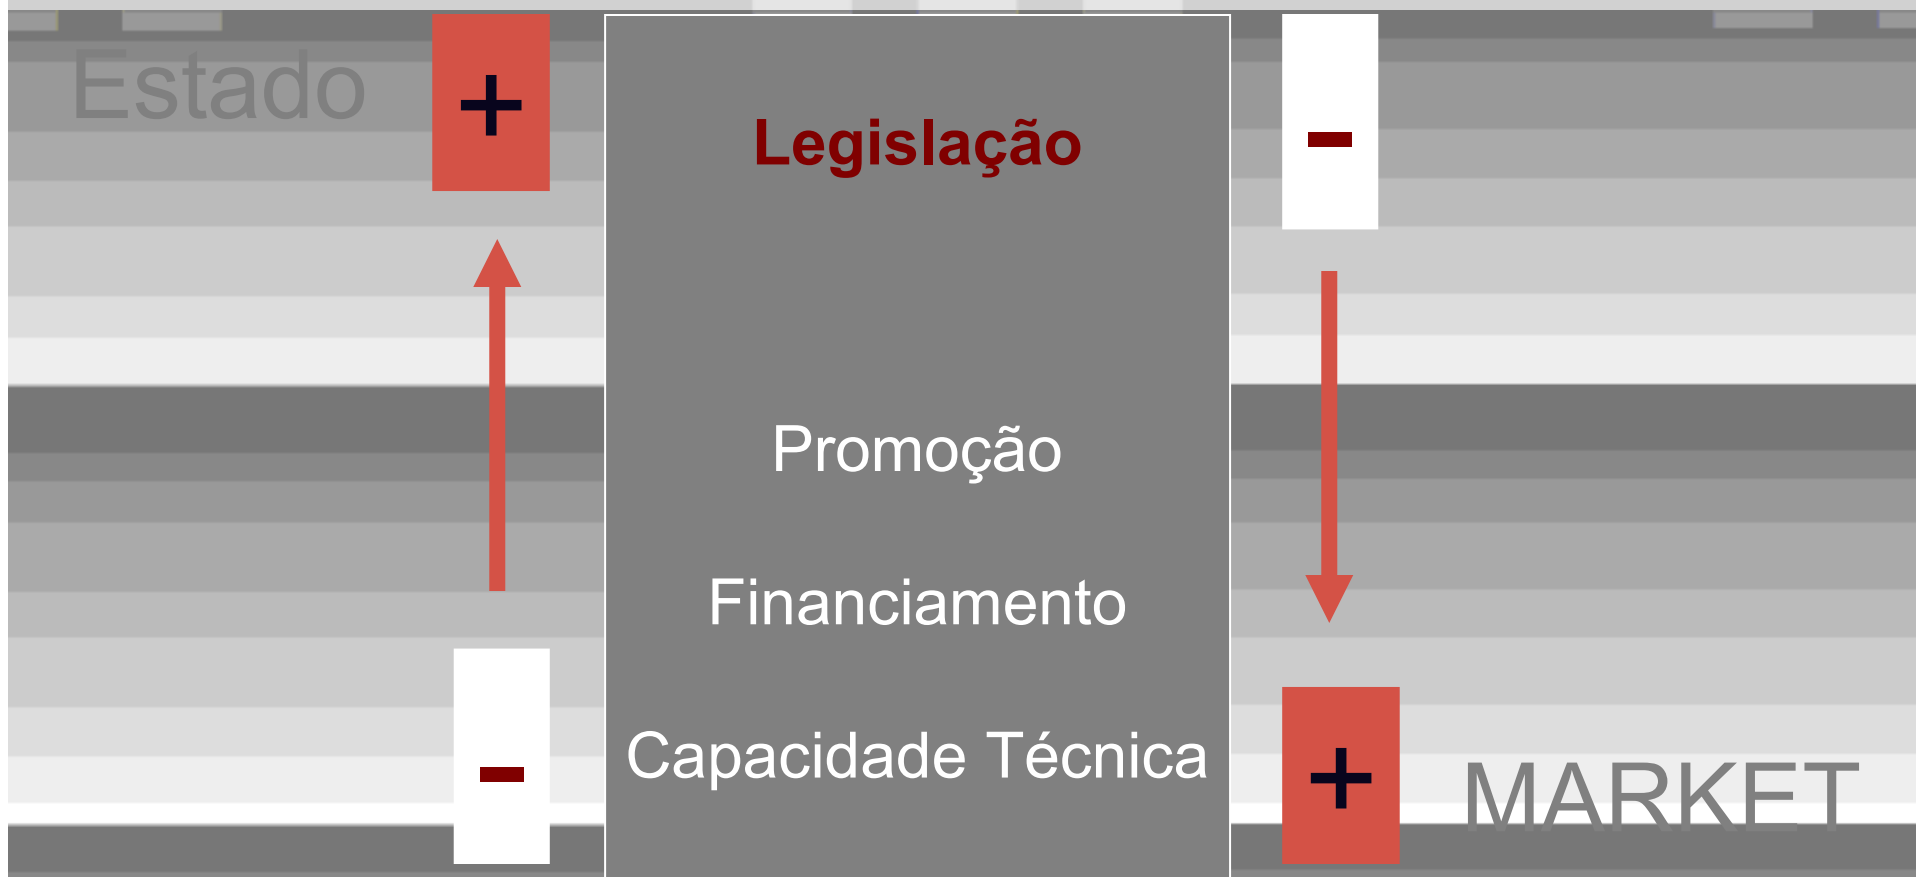 Estado
+
Legislação
-
Promoção
Financiamento
Capacidade Técnica
-
+
MARKET